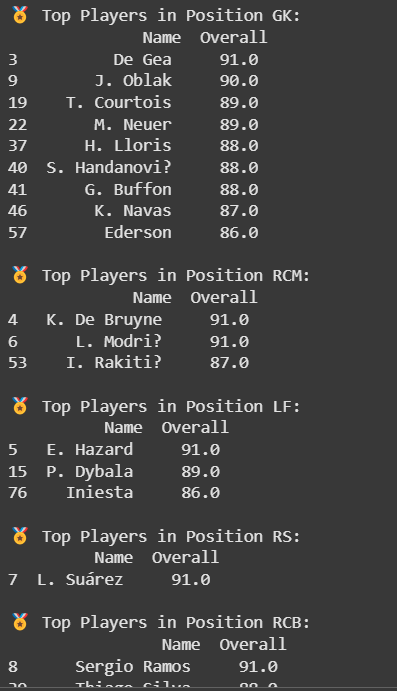 🏅 Top Players in Position GK:
Name Overall
3 De Gea 91.0
9 J. Oblak 90.0
19 T. Courtois 89.0
22 M. Neuer 89.0
37 H. Lloris 88.0
40 S. Handanovi? 88.0
41 G. Buffon 88.0
46 K. Navas 87.0
57 Ederson 86.0
🏅 Top Players in Position RCM:
Name Overall
4 K. De Bruyne 91.0
6 L. Modri? 91.0
53 I. Rakiti? 87.0
🏅 Top Players in Position LF:
Name Overall
5 E. Hazard 91.0
15 P. Dybala 89.0
76 Iniesta 86.0
🏅 Top Players in Position RS:
Name Overall
7 L. Suárez 91.0
🏅 Top Players in Position RCB:
Name Overall
8 Sergio Ramos 91.0
Thiago Silva 88.0